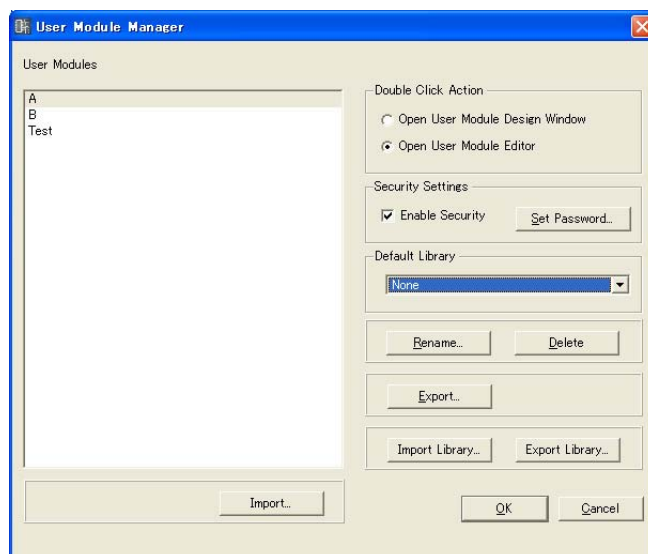 User Module Manager
User Modules
A
B
Test
Import...
Double Click Action
Open User Module Design Window
Open User Module Editor
Security Settings
Enable Security
Set Password...
Default Library
None
Rename...
Delete
Export...
Import Library...
Export Library...
OK
Cancel